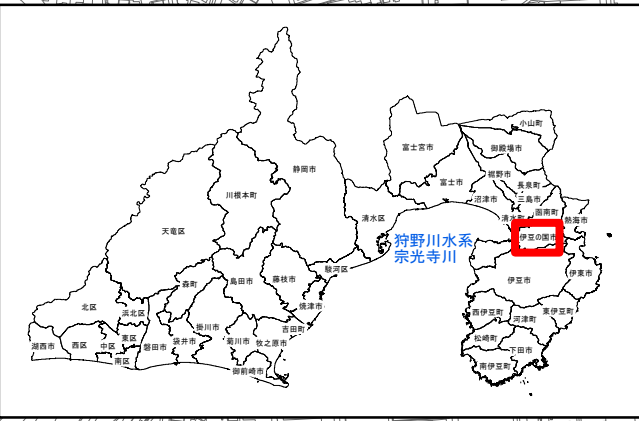 小山町
御殿場市
富士宮市
裾野市
静岡市
富士市
長泉町
川根本町
沼津市
三島市
清水区
清水町
函南町
熱海市
天竜区
狩野川水系
宗光寺川
伊豆の国市
駿河区
伊豆市
伊東市
森町
島田市
藤枝市
北区
浜北区
焼津市
西伊豆町
河津町
東伊豆町
掛川市
吉田町
湖西市
西区
中区
東区
磐田市
袋井市
菊川市
牧之原市
松崎町
下田市
南区
御前崎市
南伊豆町